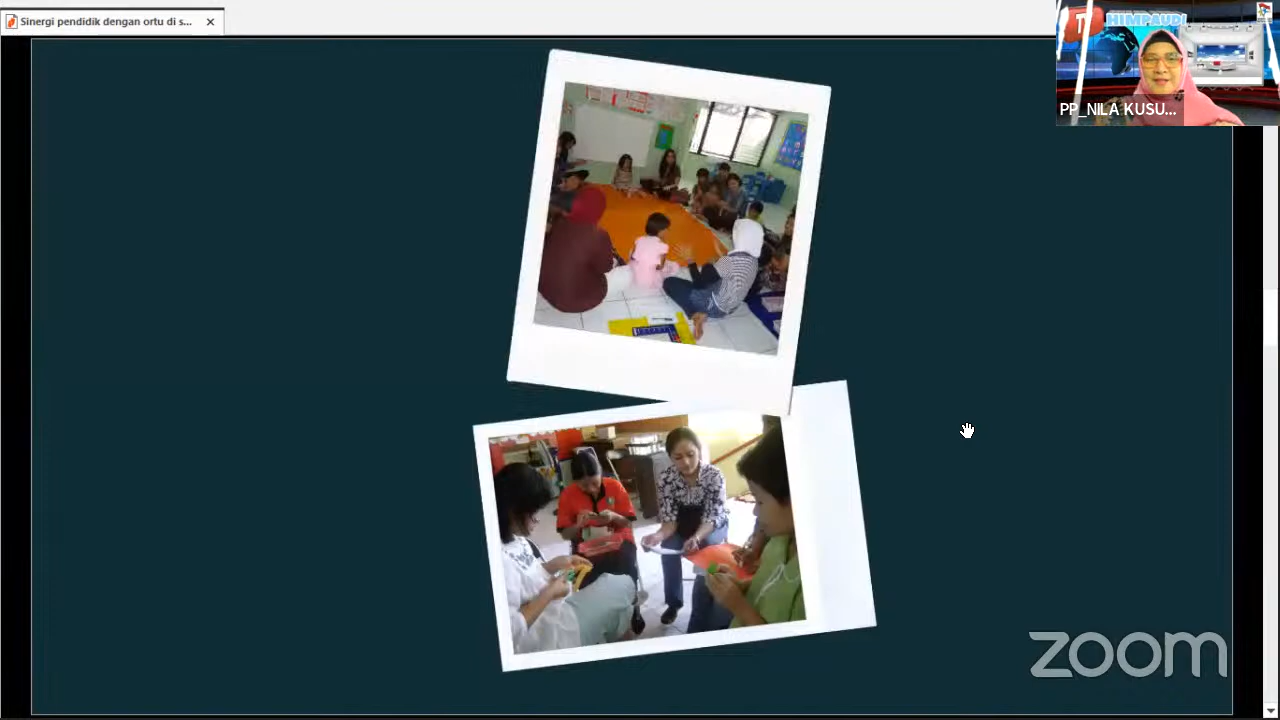 Sinergi pendidik dengan ortu di s...
HIMPAUDI
PP_NILA KUSU...
zoom